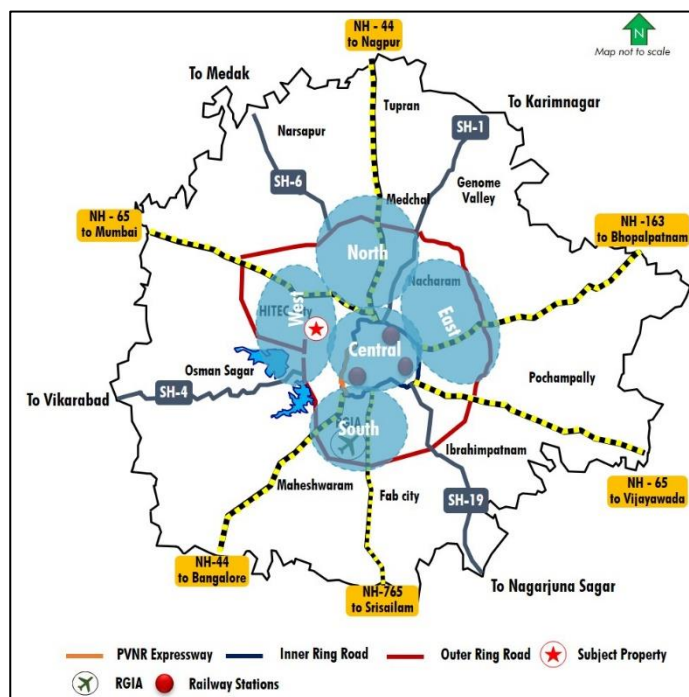 NH - 44
to Nagpur
N
Map not to scale
To Medak
Tupran
To Karimnagar
Narsapur
SH-1
SH-6
Genome
Valley
Medchal
NH - 65
to Mumbai
NH -163
to Bhopalpatnam
North
Nacharam
West
East
HITEC City
Central
Osman Sagar
To Vikarabad
SH-4
Pochampally
RGIA
South
Ibrahimpatnam
NH - 65
to Vijayawada
Maheshwaram
Fab city
SH-19
NH-44
to Bangalore
NH-765
to Srisailam
To Nagarjuna Sagar
PVNR Expressway
Inner Ring Road
Outer Ring Road
Subject Property
RGIA
Railway Stations